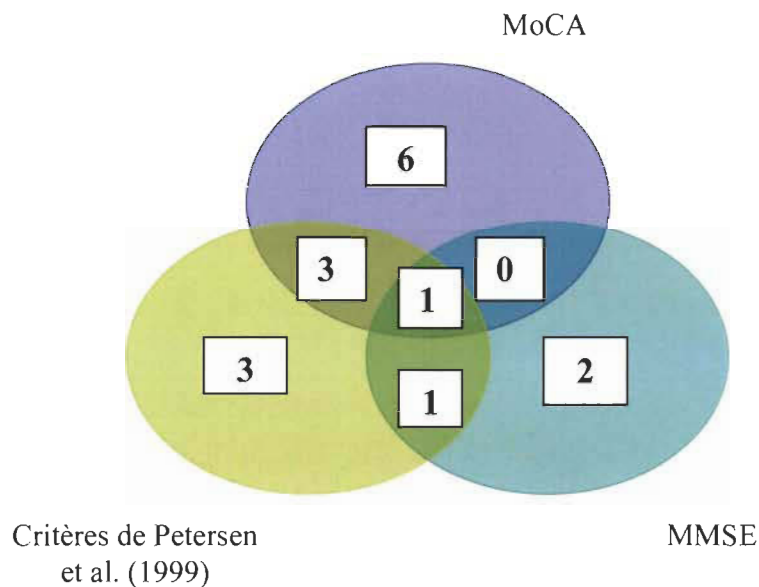 MoCA
6
3
0
1
3
2
1
Critères de Petersen
et al. (1999)
MMSE